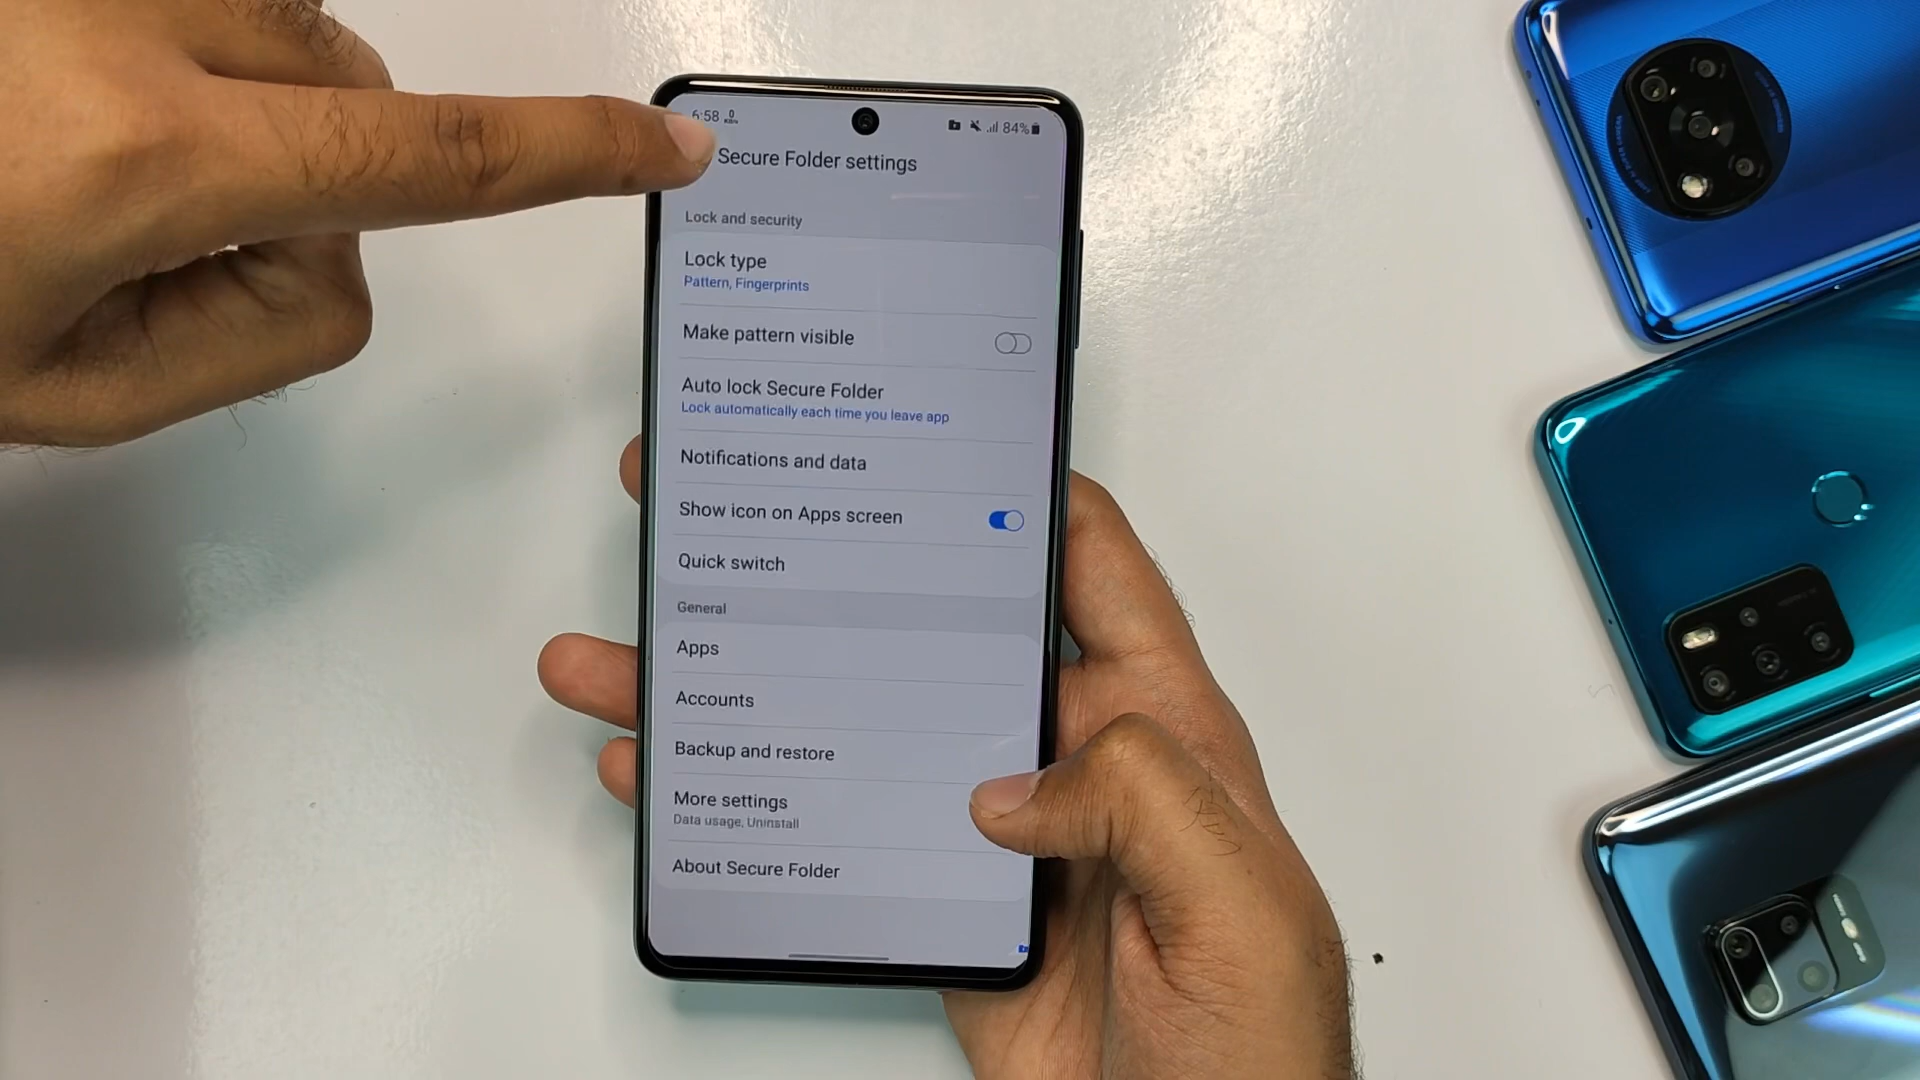 6:58 0 KB/s
84%
Secure Folder settings
Lock and security
Lock type
Pattern, Fingerprints
Make pattern visible
Auto lock Secure Folder
Lock automatically each time you leave app
Notifications and data
Show icon on Apps screen
Quick switch
General
Apps
Accounts
Backup and restore
More settings
Data usage, Uninstall
About Secure Folder